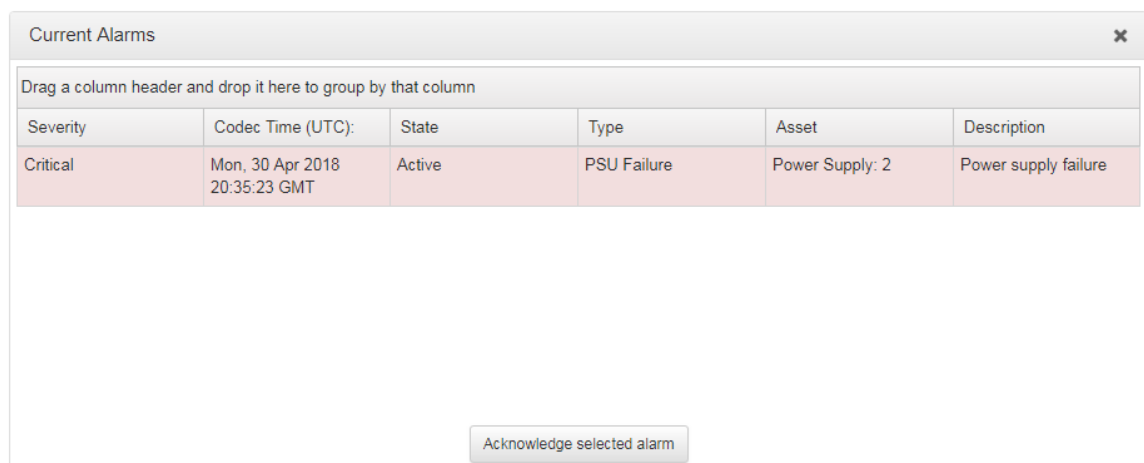 Current Alarms
Drag a column header and drop it here to group by that column
Severity Codec Time (UTC): State Type Asset Description
Critical Mon, 30 Apr 2018 Active PSU Failure Power Supply: 2 Power supply failure
20:35:23 GMT
Acknowledge selected alarm